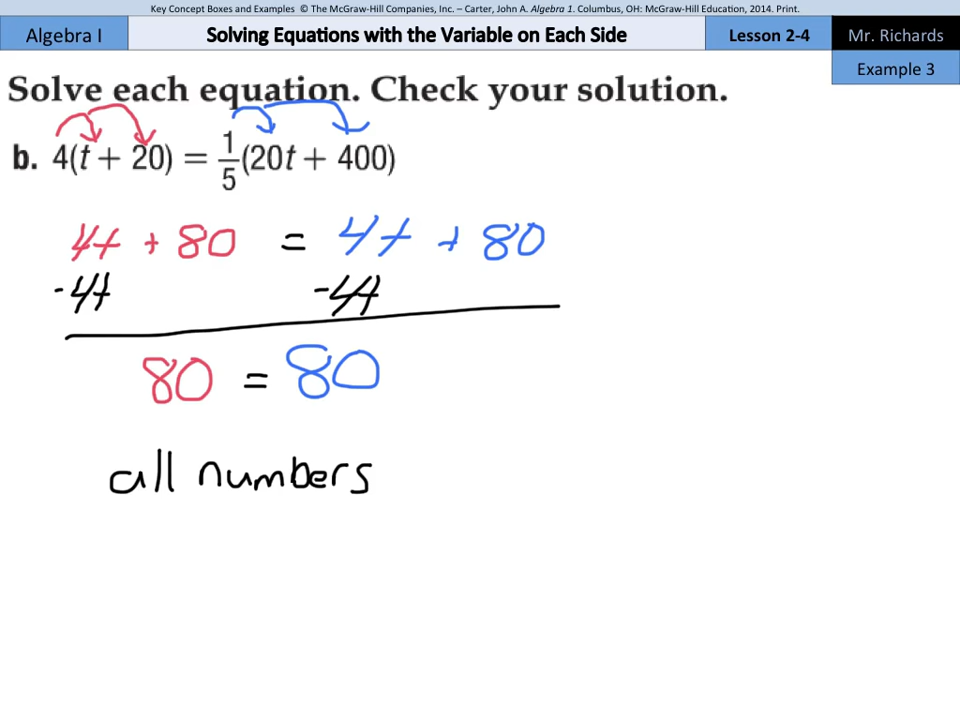 Key Concept Boxes and Examples © The McGraw-Hill Companies, Inc. – Carter, John A. Algebra 1. Columbus, OH: McGraw-Hill Education, 2014. Print.
Algebra I
Solving Equations with the Variable on Each Side
Lesson 2-4
Mr. Richards
Example 3
Solve each equation. Check your solution.
b. 4(t + 20) = 1/5(20t + 400)
4t + 80 = 4t + 80
-4t -4t
80 = 80
all numbers